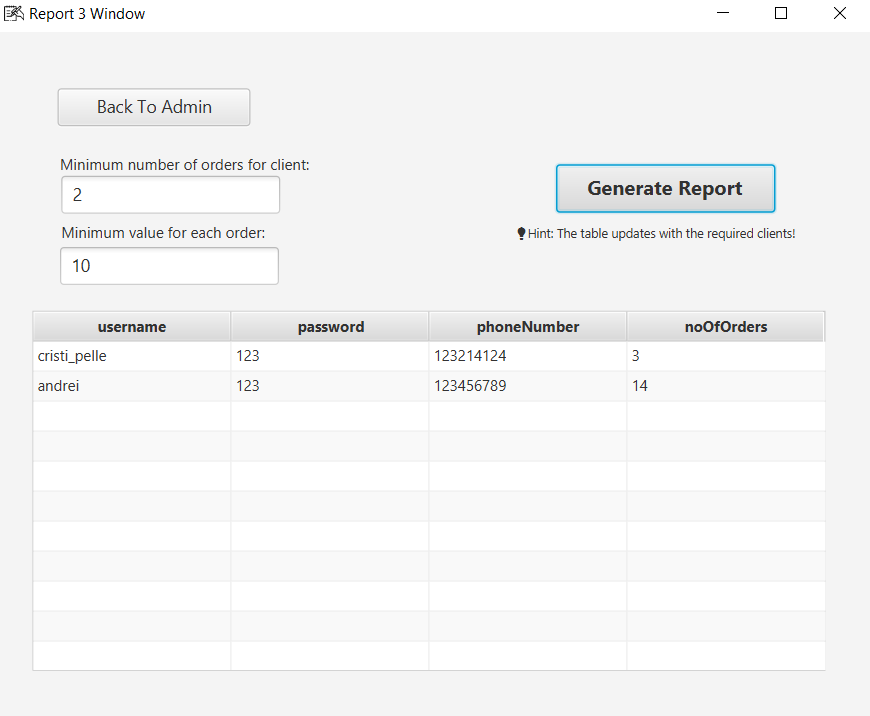 Report 3 Window
Back To Admin
Minimum number of orders for client:
2
Minimum value for each order:
10
Generate Report
Hint: The table updates with the required clients!
username password phoneNumber noOfOrders
cristi_pelle 123 123214124 3
andrei 123 123456789 14